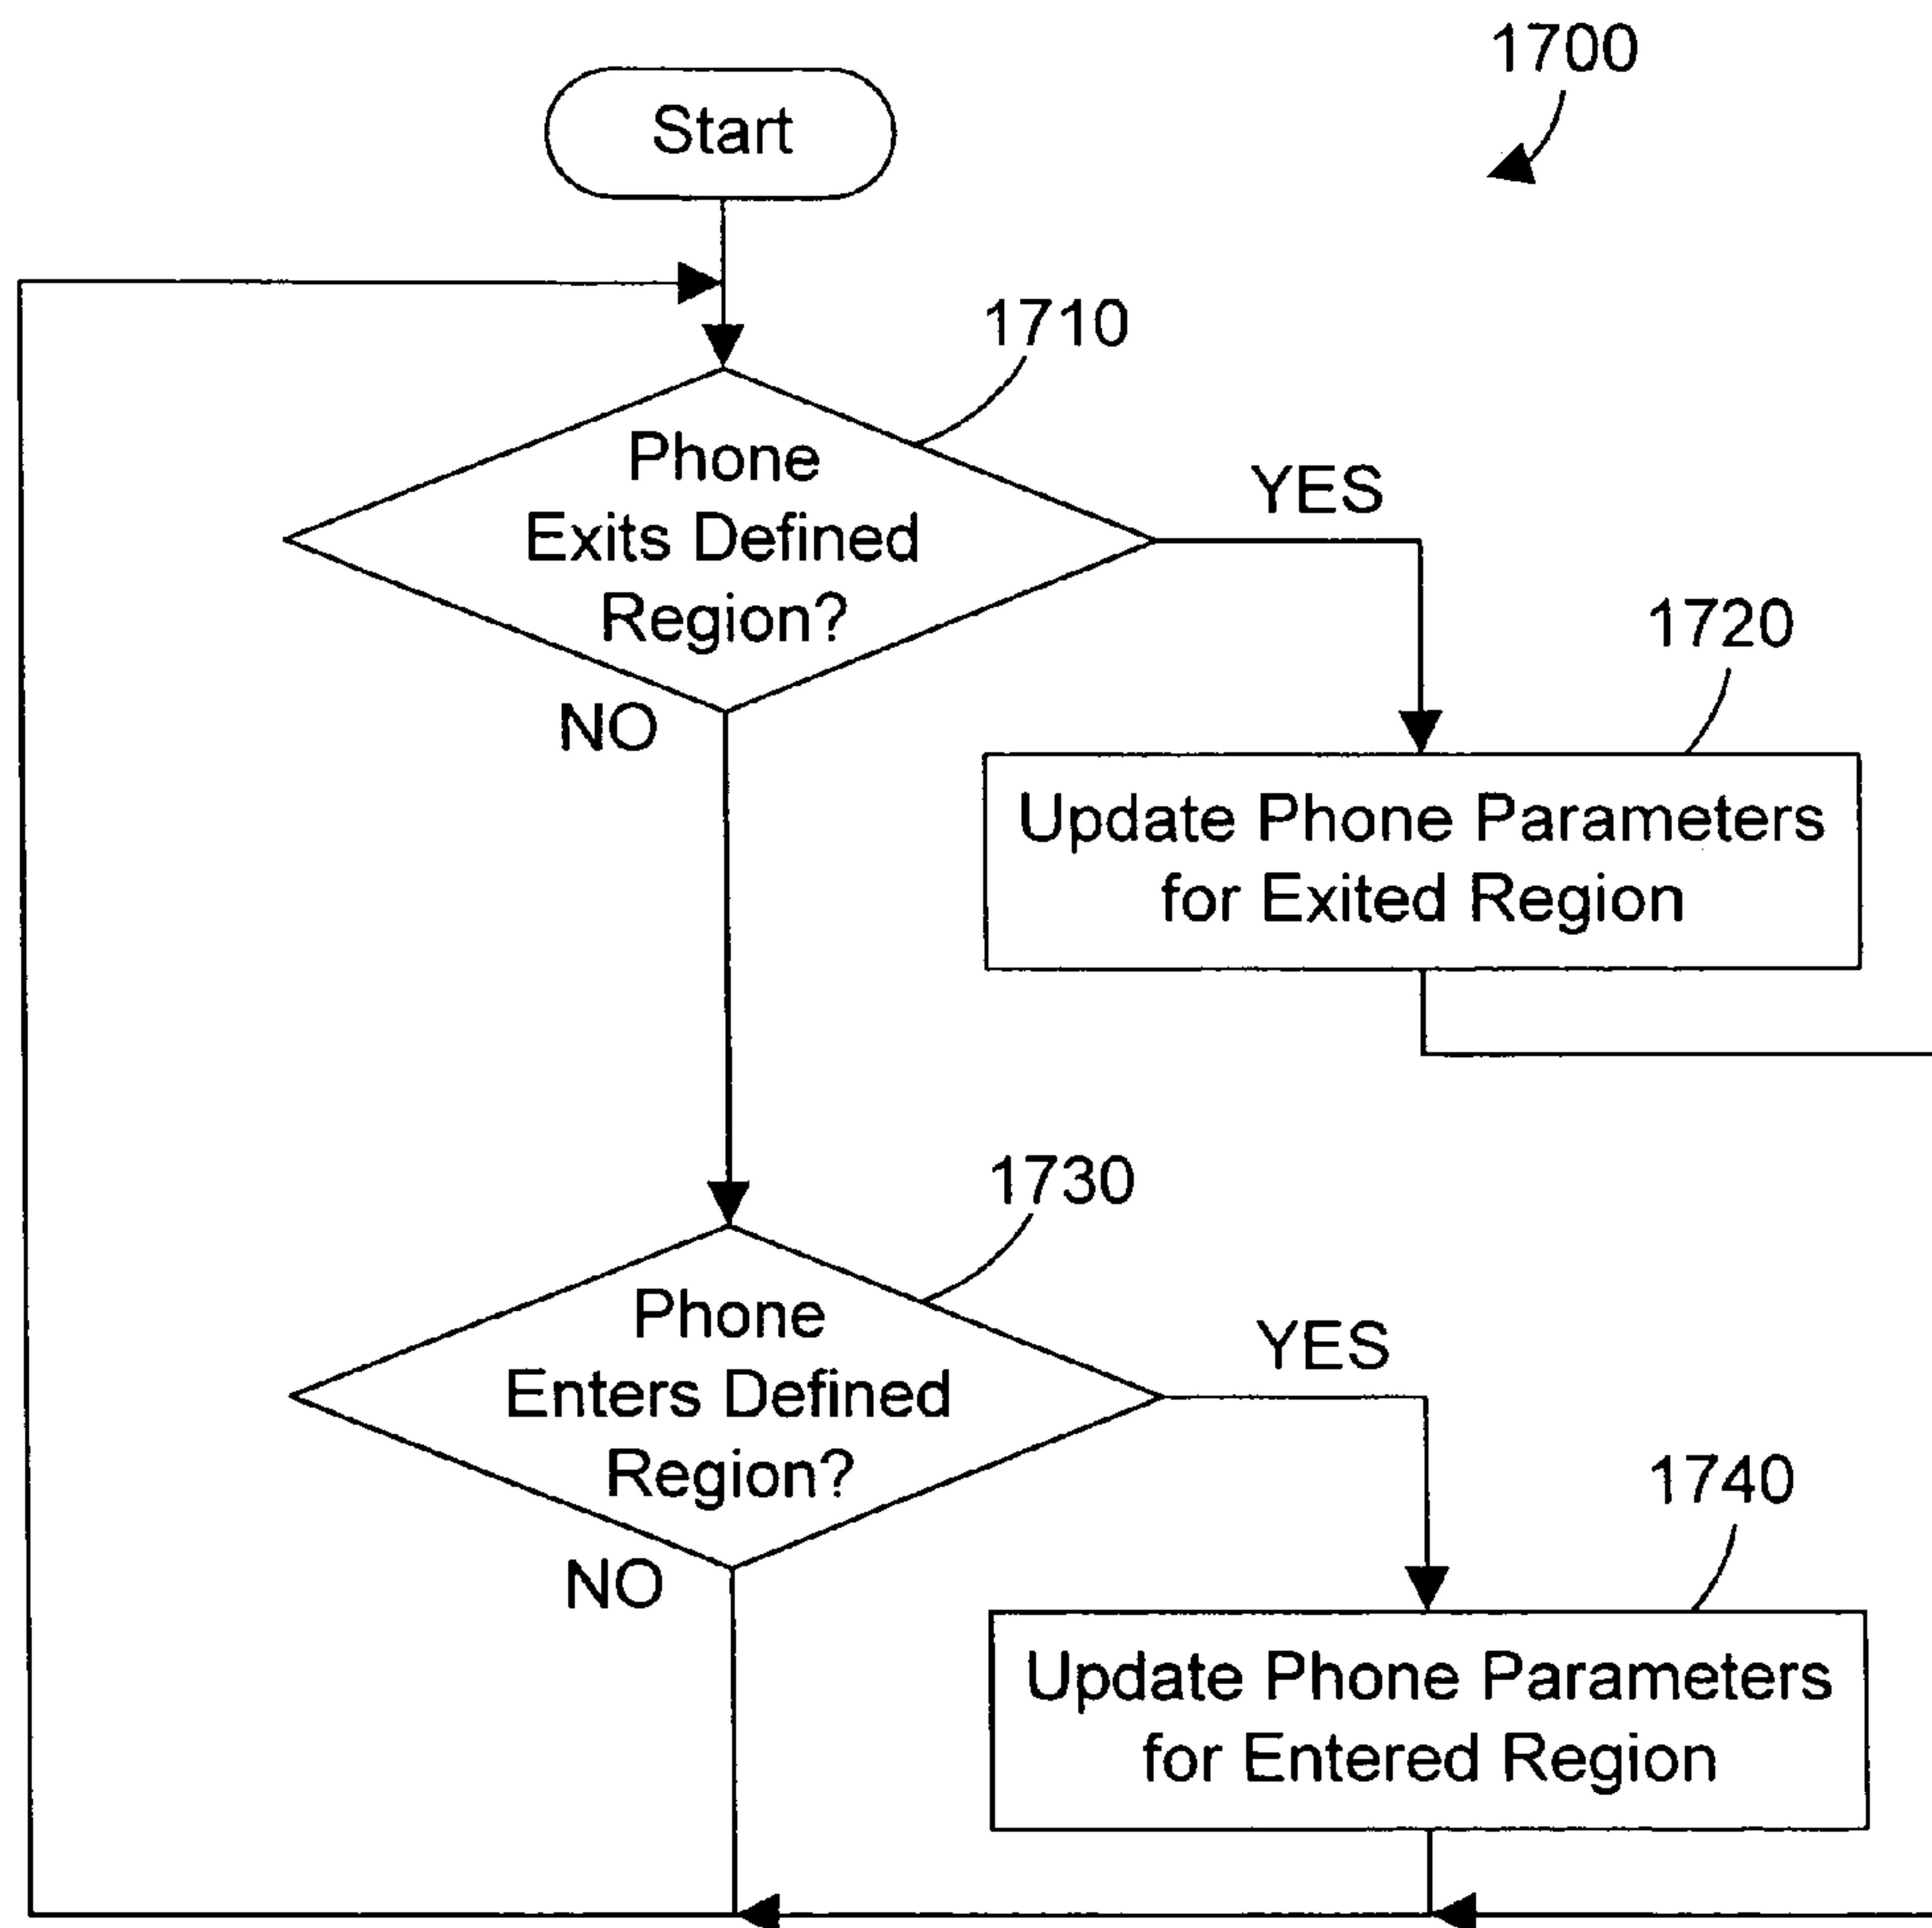 1700
Start
1710
Phone
Exits Defined
Region?
YES
NO
1720
Update Phone Parameters
for Exited Region
1730
Phone
Enters Defined
Region?
YES
NO
1740
Update Phone Parameters
for Entered Region